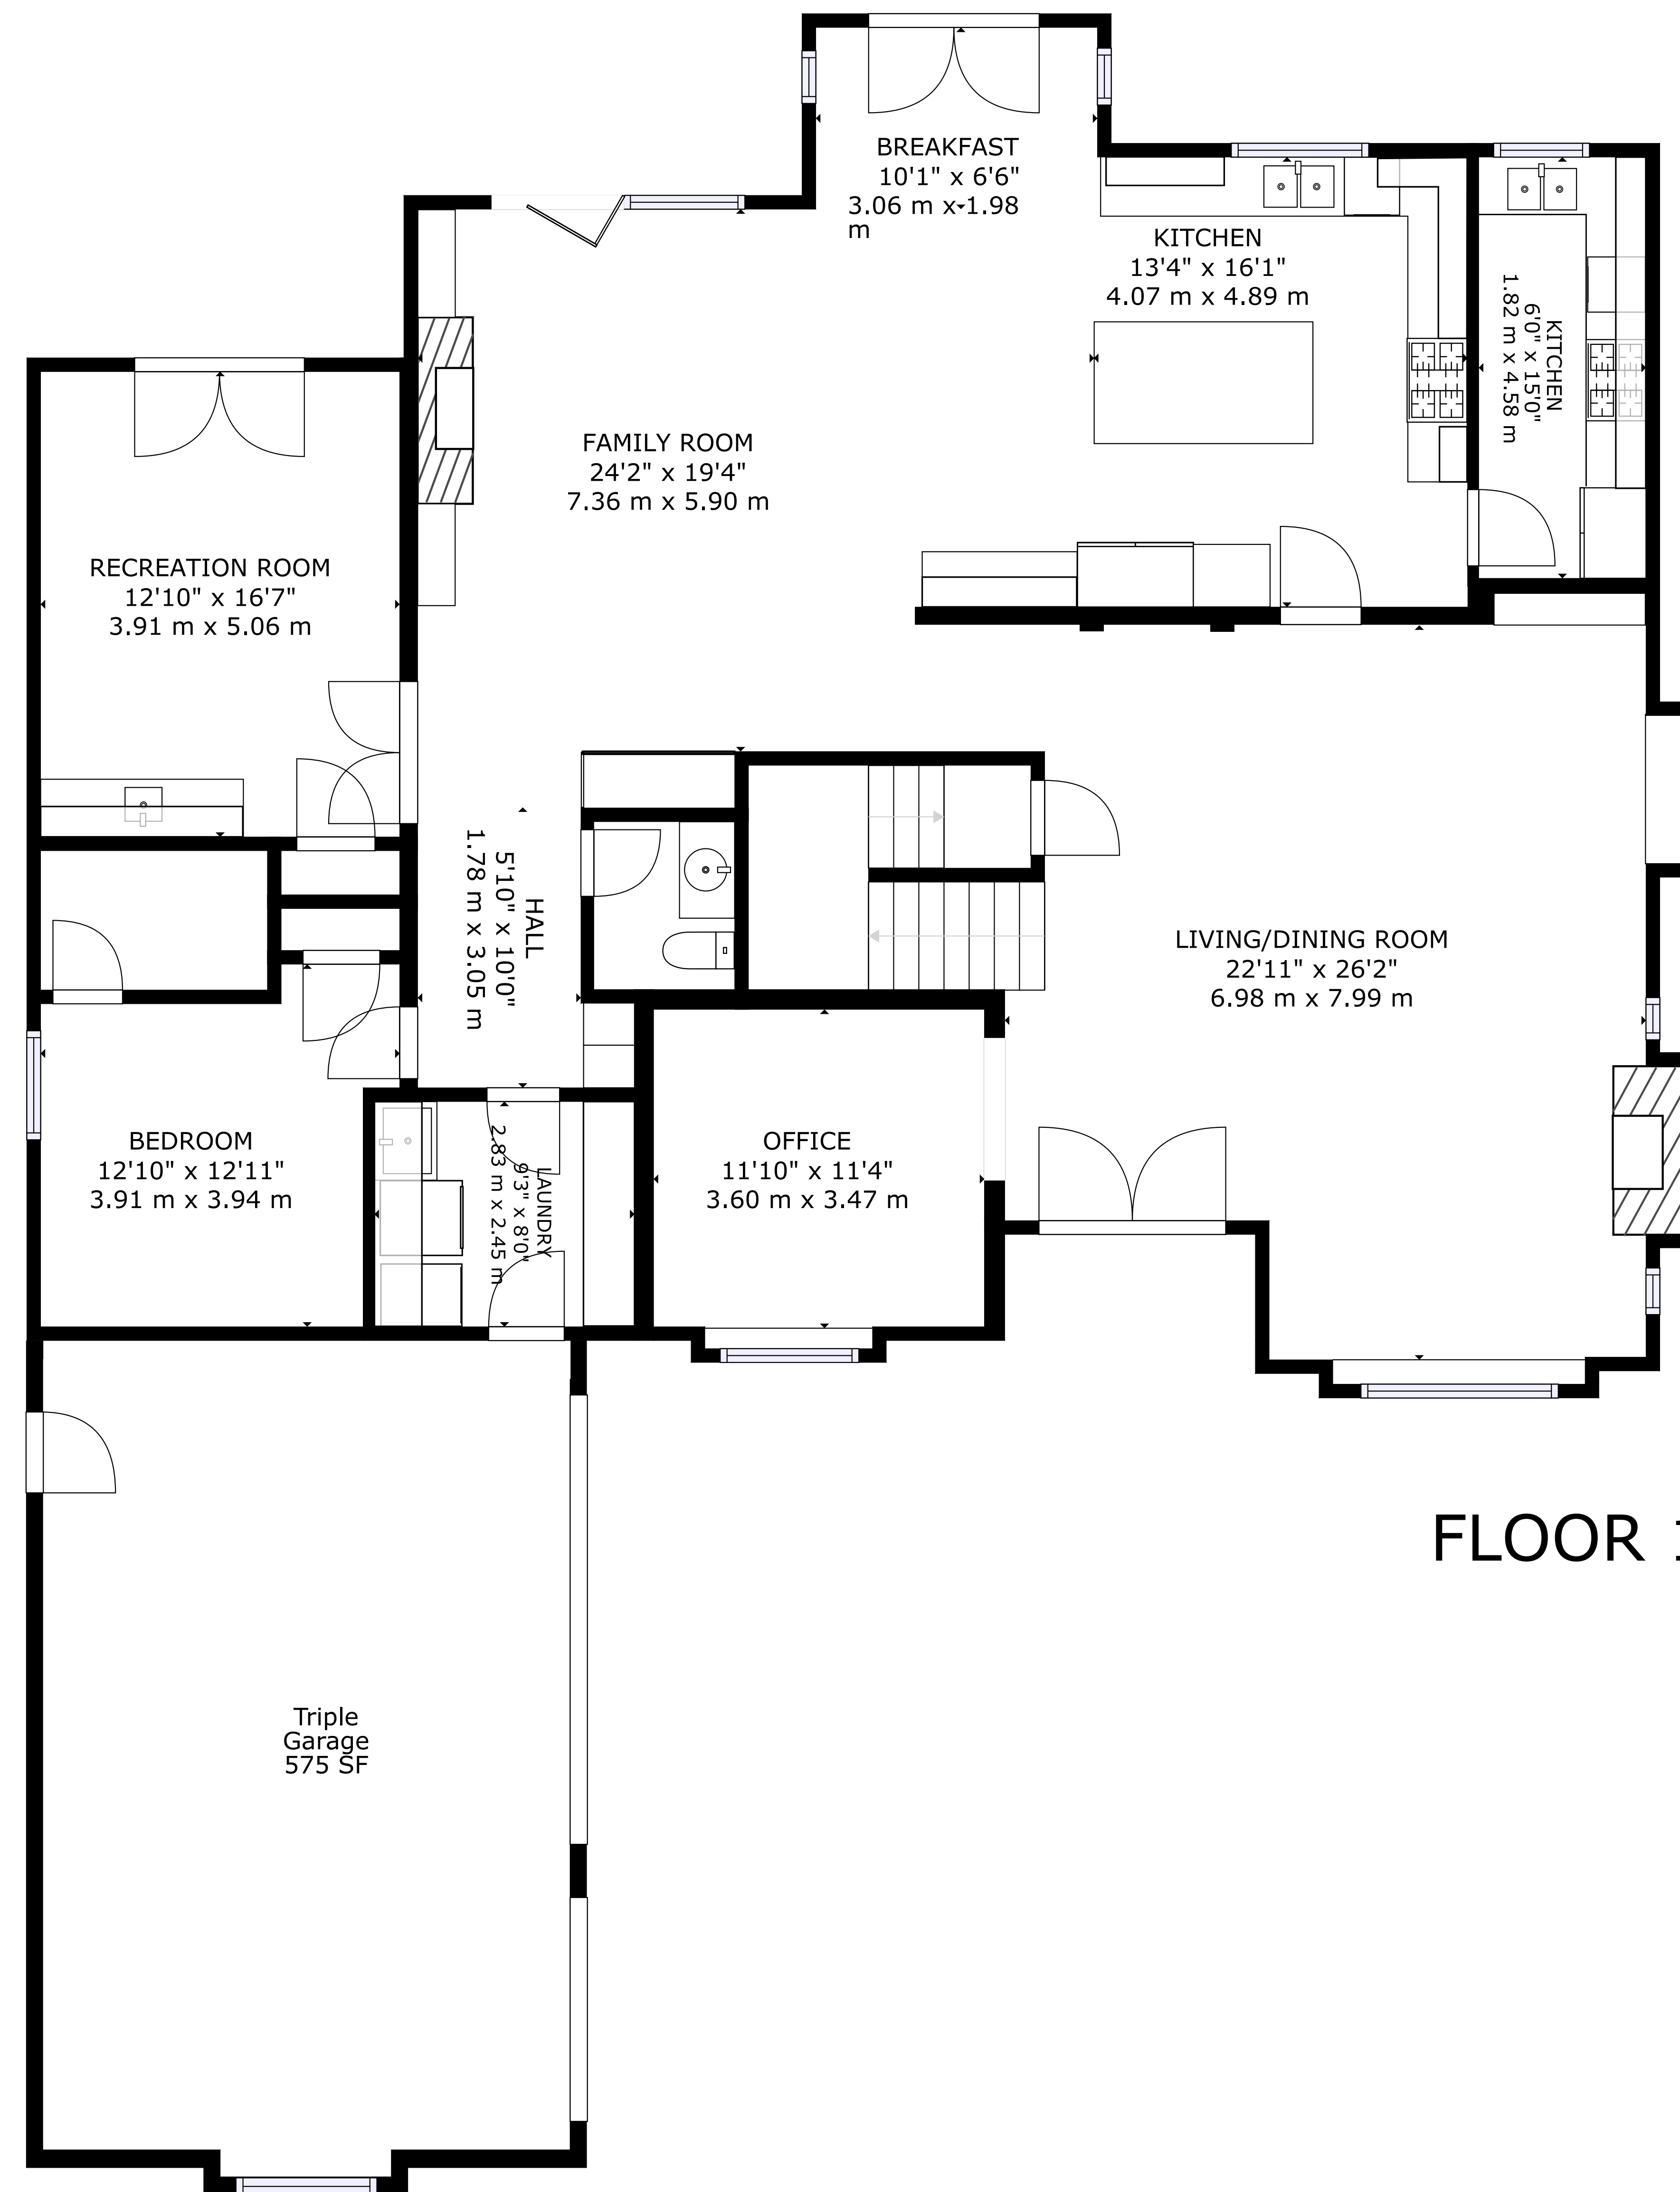 BREAKFAST
10'1" x 6'6"
3.06 m x 1.98
m
KITCHEN
13'4" x 16'1"
4.07 m x 4.89 m
KITCHEN
6'0" x 15'0"
1.82 m x 4.58 m
FAMILY ROOM
24'2" x 19'4"
7.36 m x 5.90 m
RECREATION ROOM
12'10" x 16'7"
3.91 m x 5.06 m
HALL
5'10" x 10'0"
1.78 m x 3.05 m
LIVING/DINING ROOM
22'11" x 26'2"
6.98 m x 7.99 m
BEDROOM
12'10" x 12'11"
3.91 m x 3.94 m
LAUNDRY
9'3" x 8'0"
2.83 m x 2.45 m
OFFICE
11'10" x 11'4"
3.60 m x 3.47 m
FLOOR
Triple
Garage
575 SF